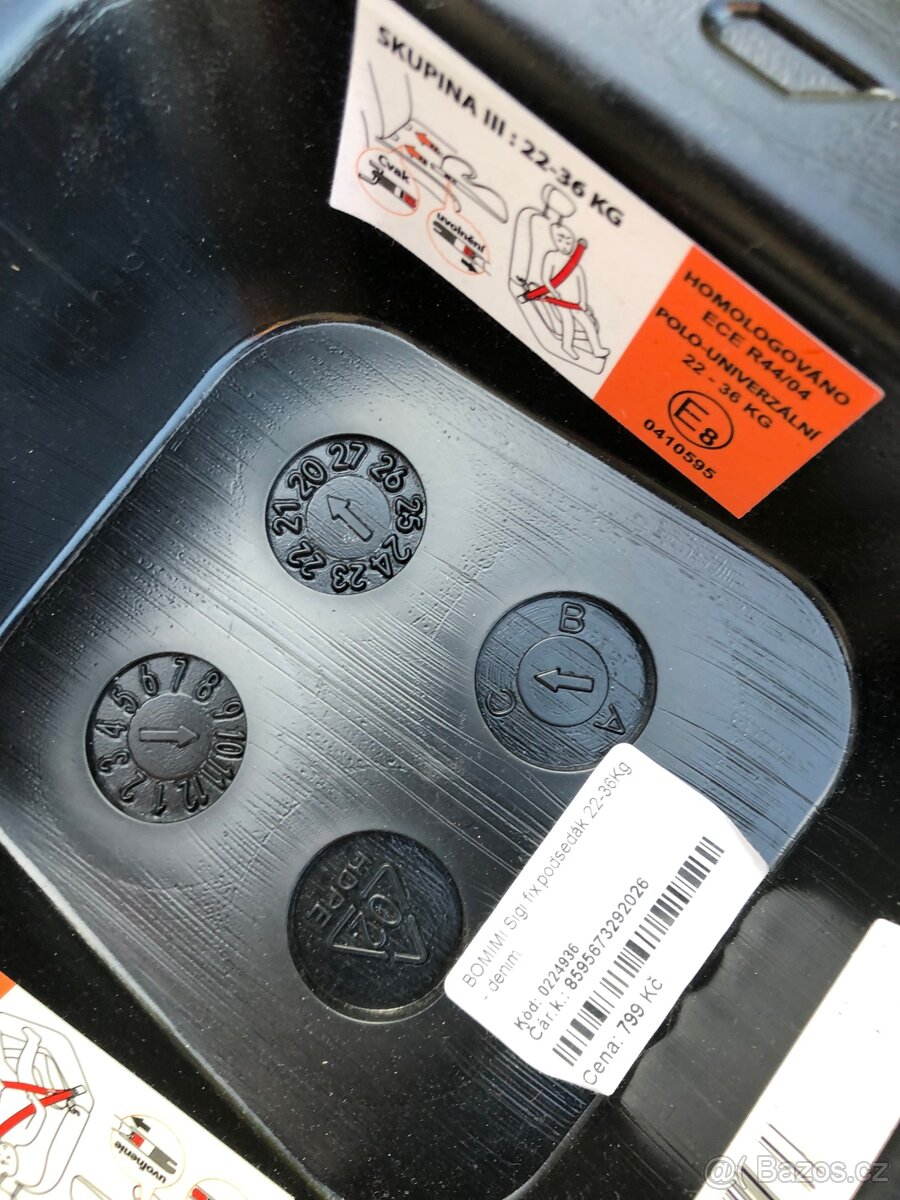 SKUPINA III : 22-36 KG
Cvak
uvolnění
HOMOLOGOVÁNO
ECE R44/04
POLO-UNIVERZÁLNÍ
22 - 36 KG
E8
0410595
20 21 22 23 24 25 26 27
1 2 3 4 5 6 7 8 9 10 11 12
A B C
02
HDPE
BOMIMI Sigi fix podsedák 22-36Kg
- denim
Kód: 0224936
Čár.k.: 8595673292026
Cena: 799 Kč
uvolnenie
@( Bazos.cz